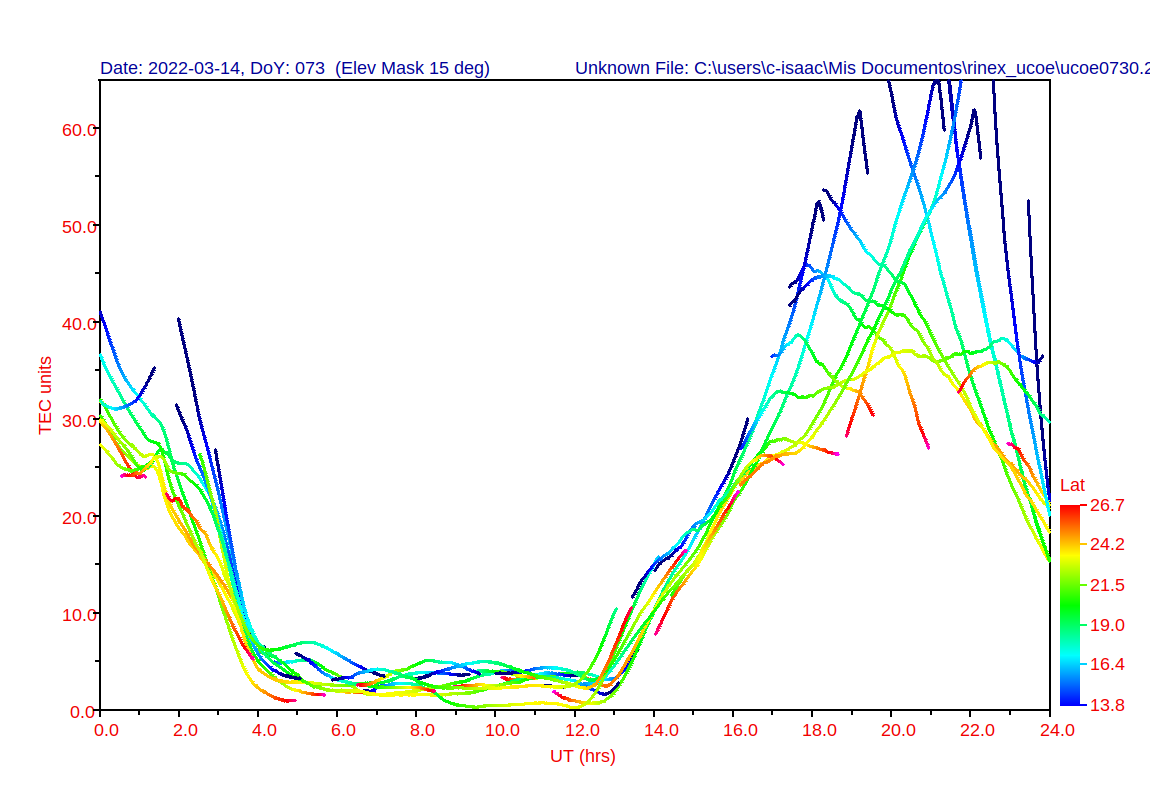 Date: 2022-03-14, DoY: 073  (Elev Mask 15 deg)
Unknown File: C:\users\c-isaac\Mis Documentos\rinex_ucoe\ucoe0730.2
60.0
50.0
40.0
30.0
20.0
10.0
0.0
TEC units
0.0 2.0 4.0 6.0 8.0 10.0 12.0 14.0 16.0 18.0 20.0 22.0 24.0
UT (hrs)
Lat
26.7
24.2
21.5
19.0
16.4
13.8